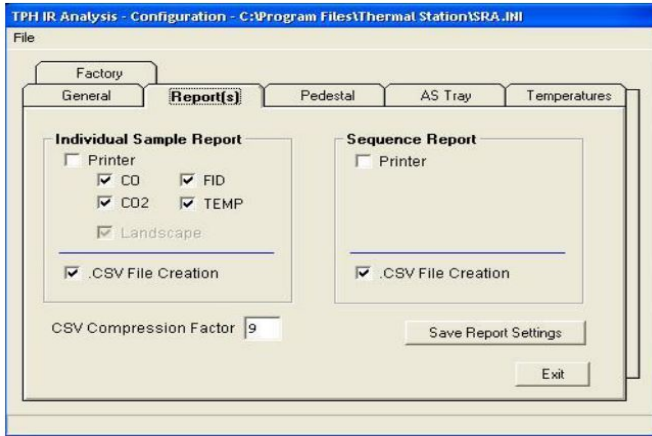 TPH IR Analysis - Configuration - C:\Program Files\Thermal Station\SRA.INI
File
Factory
General Report(s) Pedestal AS Tray Temperatures
Individual Sample Report
Printer
CO FID
CO2 TEMP
Landscape
.CSV File Creation
Sequence Report
Printer
.CSV File Creation
CSV Compression Factor 9
Save Report Settings
Exit